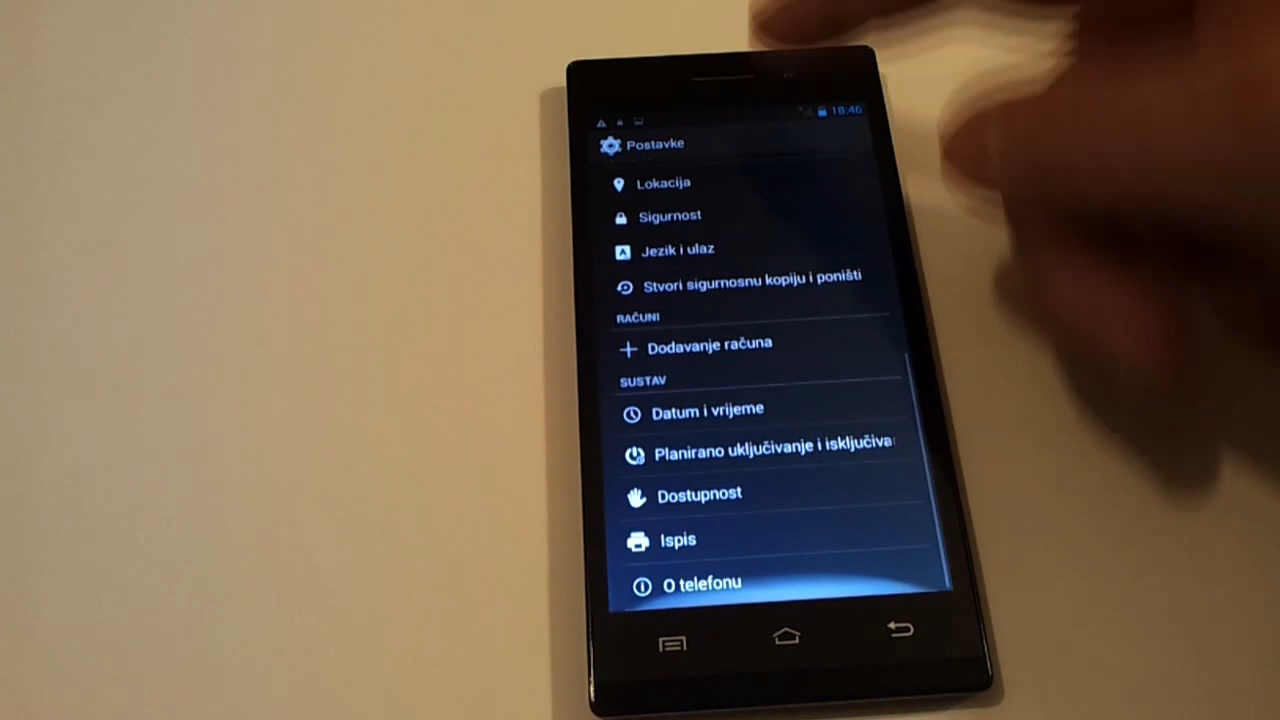 18:46
Postavke
Lokacija
Sigurnost
Jezik i ulaz
Stvori sigurnosnu kopiju i poništi
RAČUNI
Dodavanje računa
SUSTAV
Datum i vrijeme
Planirano uključivanje i isključiva
Dostupnost
Ispis
O telefonu